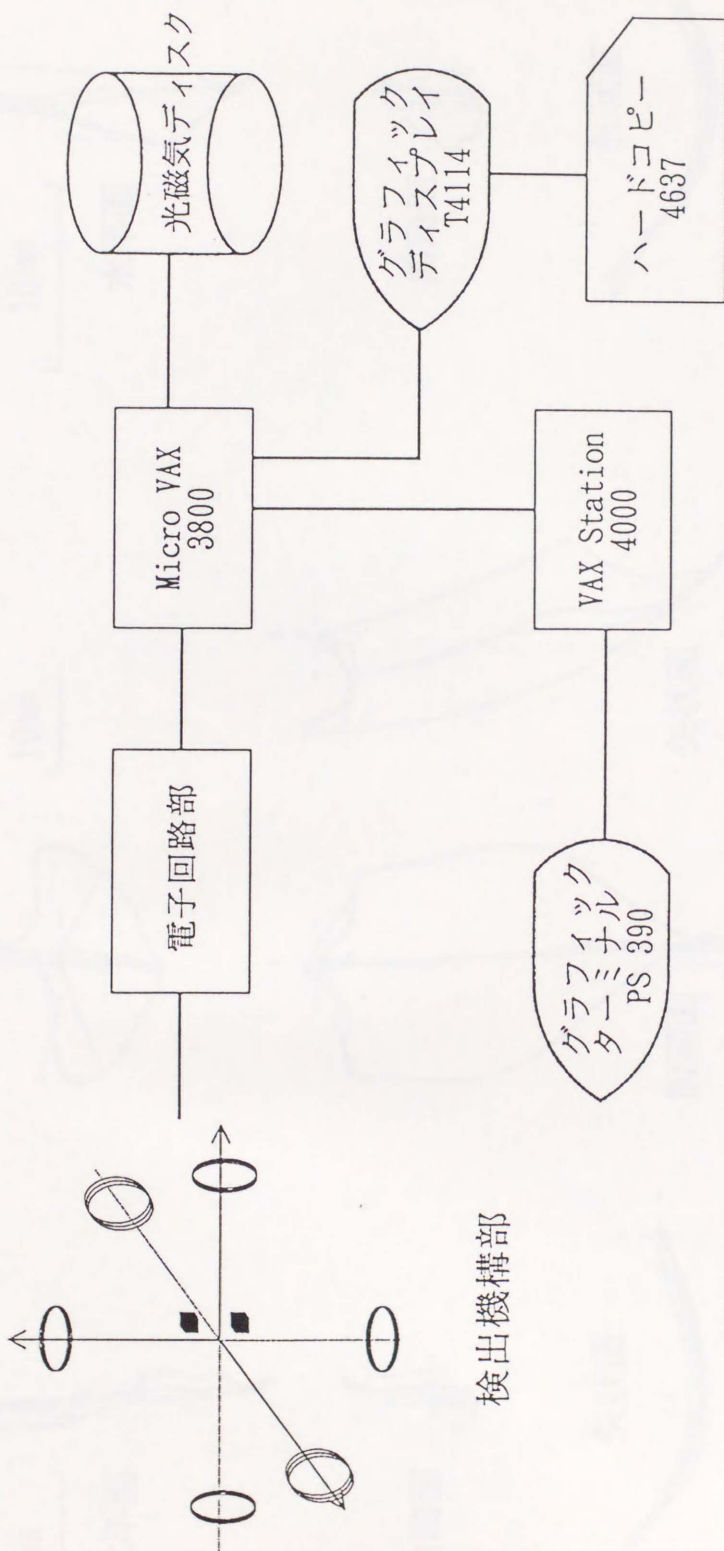 検出機構部
電子回路部
Micro VAX
3800
光磁気ディスク
グラフィック
ディスプレイ
T4114
ハードコピー
4637
VAX Station
4000
グラフィック
ターミナル
PS 390